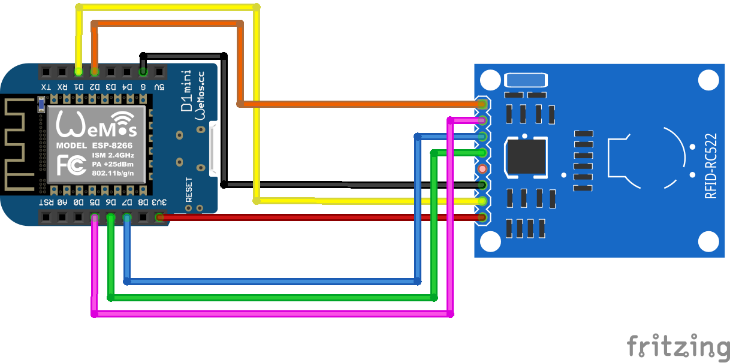 TX RX D1 D2 D3 D4 G 5V
D1 mini
WeMos.cc
WeMos
MODEL ESP-8266
ISM 2.4GHz
PA +25dBm
802.11b/g/n
FC
RESET
RST A0 D0 D5 D6 D7 D8 3V3
RFID-RC522
fritzing